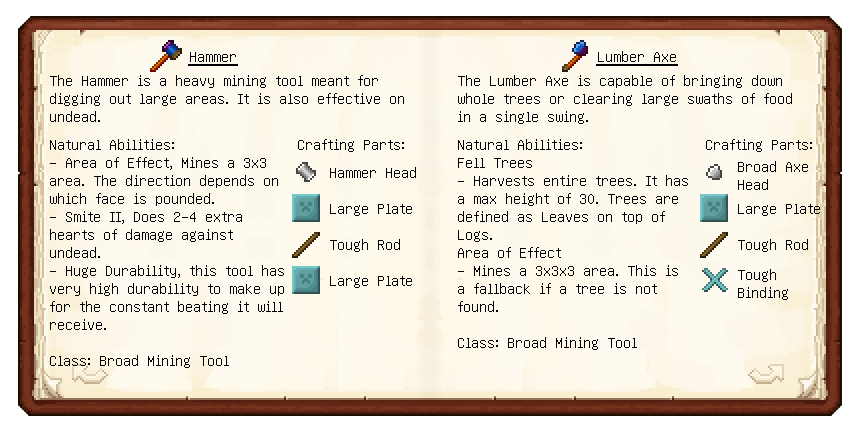 Hammer
The Hammer is a heavy mining tool meant for
digging out large areas. It is also effective on
undead.
Natural Abilities:
- Area of Effect, Mines a 3x3
area. The direction depends on
which face is pounded.
- Smite II, Does 2-4 extra
hearts of damage against
undead.
- Huge Durability, this tool has
very high durability to make up
for the constant beating it will
receive.
Class: Broad Mining Tool
Crafting Parts:
Hammer Head
Large Plate
Tough Rod
Large Plate
Lumber Axe
The Lumber Axe is capable of bringing down
whole trees or clearing large swaths of food
in a single swing.
Natural Abilities:
Fell Trees
- Harvests entire trees. It has
a max height of 30. Trees are
defined as Leaves on top of
Logs.
Area of Effect
- Mines a 3x3x3 area. This is
a fallback if a tree is not
found.
Class: Broad Mining Tool
Crafting Parts:
Broad Axe
Head
Large Plate
Tough Rod
Tough
Binding